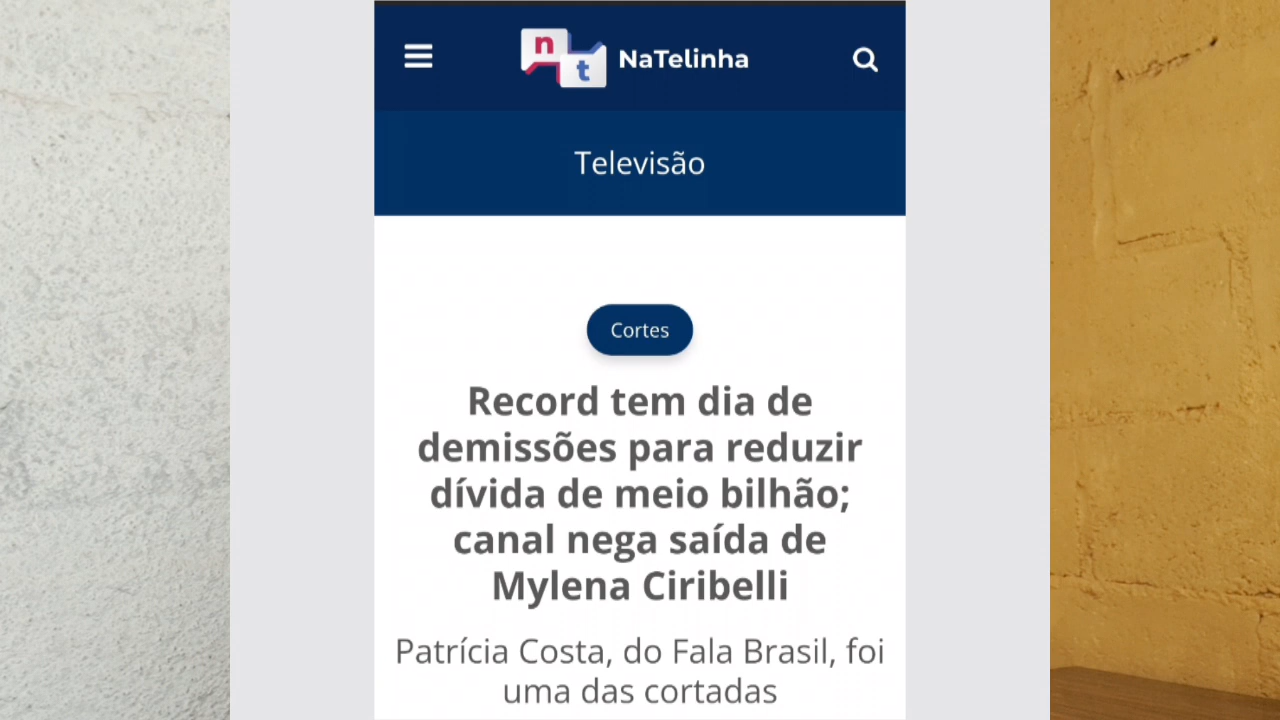 n
t
NaTelinha
Televisão
Cortes
Record tem dia de
demissões para reduzir
dívida de meio bilhão;
canal nega saída de
Mylena Ciribelli
Patrícia Costa, do Fala Brasil, foi
uma das cortadas